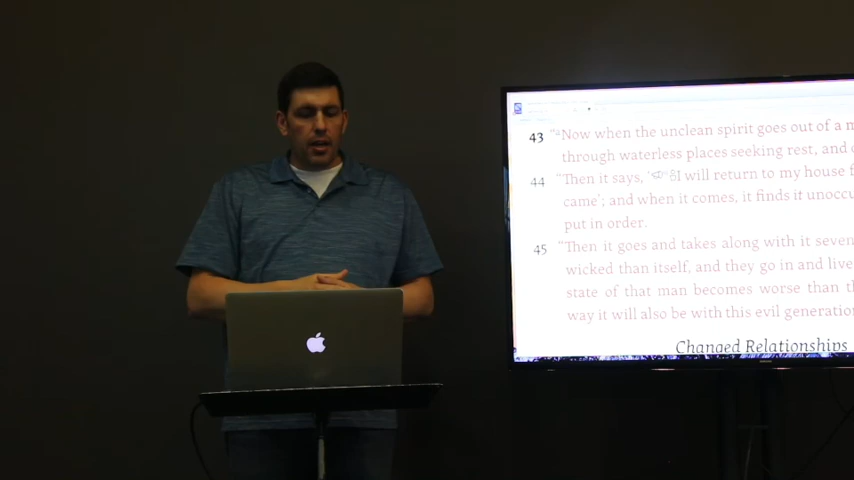 43 "Now when the unclean spirit goes out of a
through waterless places seeking rest, and
44 "Then it says, 'I will return to my house
came'; and when it comes, it finds it
put in order.
45 "Then it goes and takes along with it seven
wicked than itself, and they go in and live
state of that man becomes worse than
way it will also be with this evil
Changed Relationships